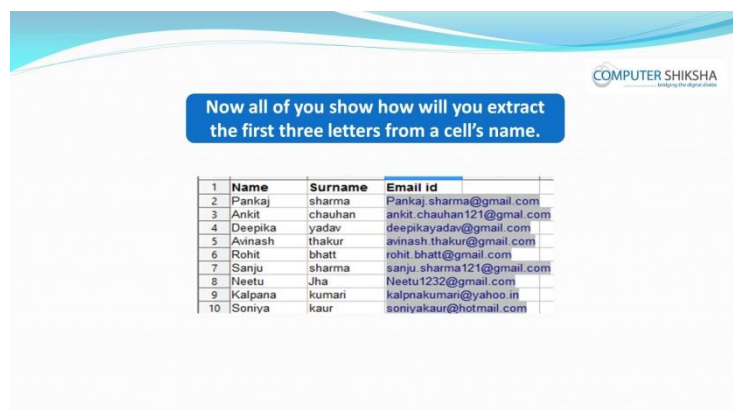 COMPUTER SHIKSHA
bridging the digital divide
Now all of you show how will you extract
the first three letters from a cell's name.
1 Name Surname Email id
2 Pankaj sharma Pankaj.sharma@gmail.com
3 Ankit chauhan ankit.chauhan121@gmal.com
4 Deepika yadav deepikayadav@gmail.com
5 Avinash thakur avinash.thakur@gmail.com
6 Rohit bhatt rohit.bhatt@gmail.com
7 Sanju sharma sanju.sharma121@gmail.com
8 Neetu Jha Neetu1232@gmail.com
9 Kalpana kumari kalpnakumari@yahoo.in
10 Soniya kaur soniyakaur@hotmail.com